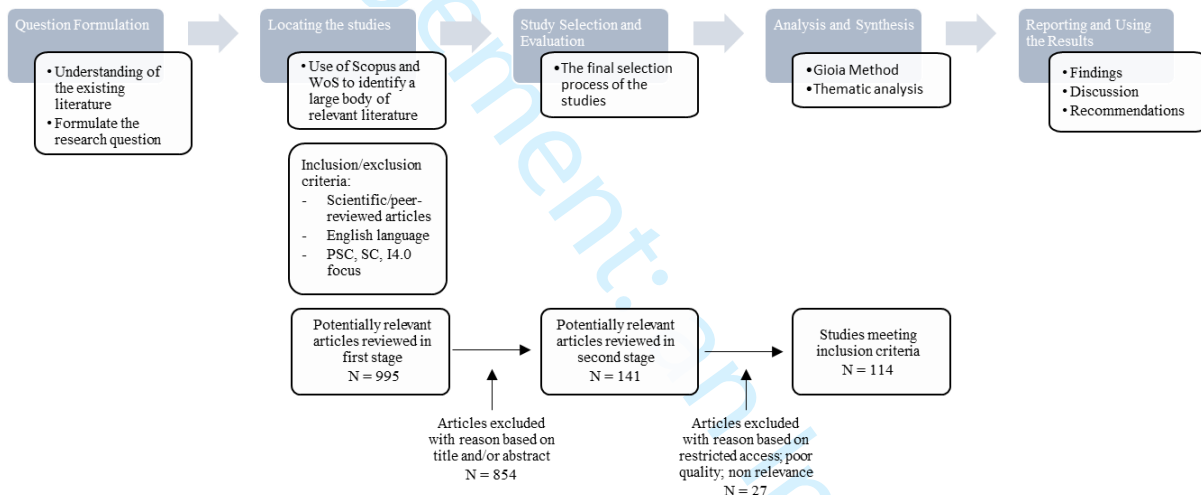 Question Formulation
• Understanding of
the existing
literature
• Formulate the
research question
Locating the studies
• Use of Scopus and
WoS to identify a
large body of
relevant literature
Inclusion/exclusion
criteria:
- Scientific/peer-
reviewed articles
- English language
- PSC, SC, I4.0
focus
Study Selection and
Evaluation
• The final selection
process of the
studies
Analysis and Synthesis
• Gioia Method
• Thematic analysis
Reporting and Using
the Results
• Findings
• Discussion
• Recommendations
Potentially relevant
articles reviewed in
first stage
N = 995
Potentially relevant
articles reviewed in
second stage
N = 141
Studies meeting
inclusion criteria
N = 114
Articles excluded
with reason based on
title and/or abstract
N = 854
Articles excluded
with reason based on
restricted access; poor
quality; non relevance
N = 27